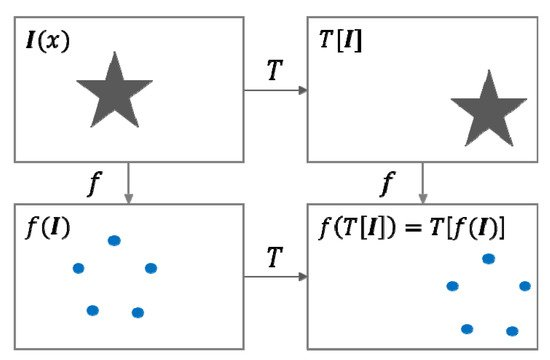 I(x)
T
T[I]
f
f
f(I)
T
f(T[I]) = T[f(I)]